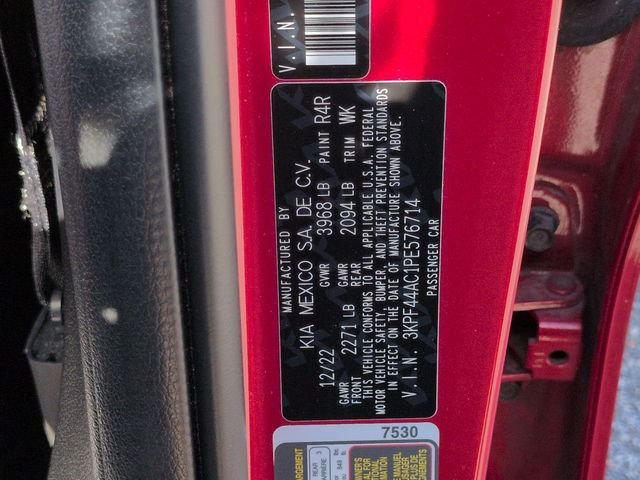 V.I.N.
MANUFACTURED BY
KIA MEXICO S.A. DE C.V.
12/22 GVWR 3968 LB PAINT R4R
GAWR FRONT 2271 LB GAWR REAR 2094 LB TRIM WK
THIS VEHICLE CONFORMS TO ALL APPLICABLE U.S.A. FEDERAL
MOTOR VEHICLE SAFETY, BUMPER, AND THEFT PREVENTION STANDARDS
IN EFFECT ON THE DATE OF MANUFACTURE SHOWN ABOVE.
V.I.N. 3KPF44AC1PE576714
PASSENGER CAR
7530
REAR 3